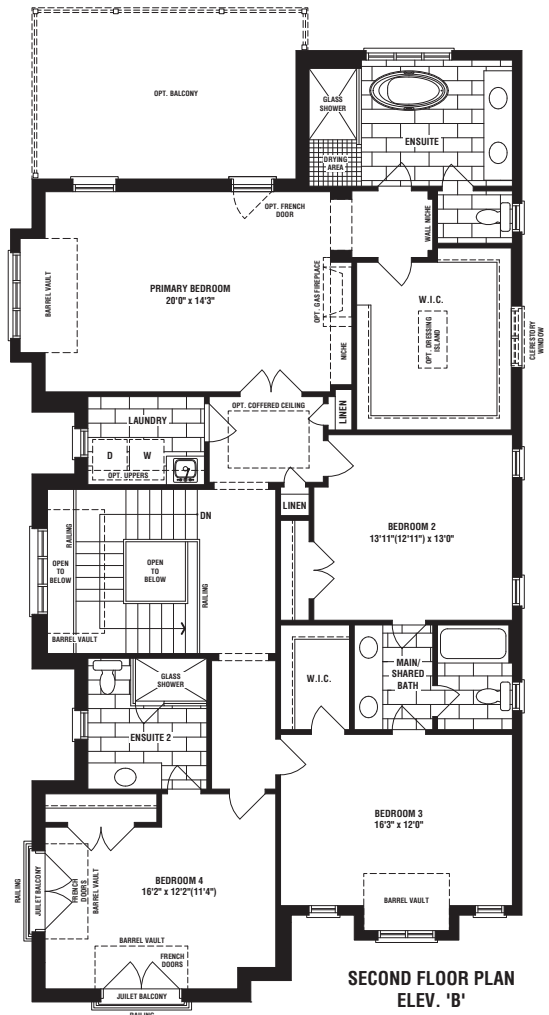 OPT. BALCONY
GLASS
SHOWER
DRYING
AREA
ENSUITE
OPT. FRENCH
DOOR
WALL NICHE
BARREL VAULT
PRIMARY BEDROOM
20'0" x 14'3"
OPT. GAS FIREPLACE
NICHE
W.I.C.
OPT. DRESSING
ISLAND
CLERESTORY
WINDOW
LAUNDRY
D
W
OPT. UPPERS
OPT. COFFERED CEILING
LINEN
LINEN
BEDROOM 2
13'11"(12'11") x 13'0"
DN
RAILING
OPEN
TO
BELOW
OPEN
TO
BELOW
RAILING
BARREL VAULT
GLASS
SHOWER
ENSUITE 2
W.I.C.
MAIN/
SHARED
BATH
BEDROOM 3
16'3" x 12'0"
BARREL VAULT
BEDROOM 4
16'2" x 12'2"(11'4")
RAILING
JUILET BALCONY
FRENCH
DOORS
BARREL VAULT
BARREL VAULT
FRENCH
DOORS
JUILET BALCONY
RAILING
SECOND FLOOR PLAN
ELEV. 'B'